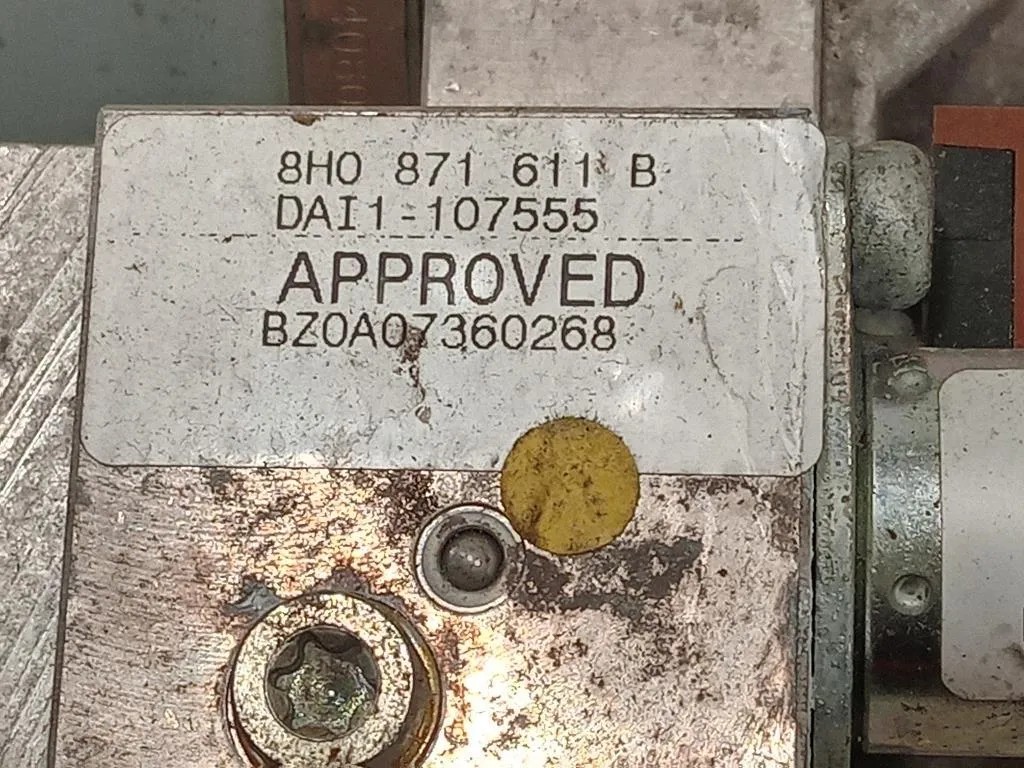 8H0 871 611 B
DAI1-107555
APPROVED
BZ0A07360268